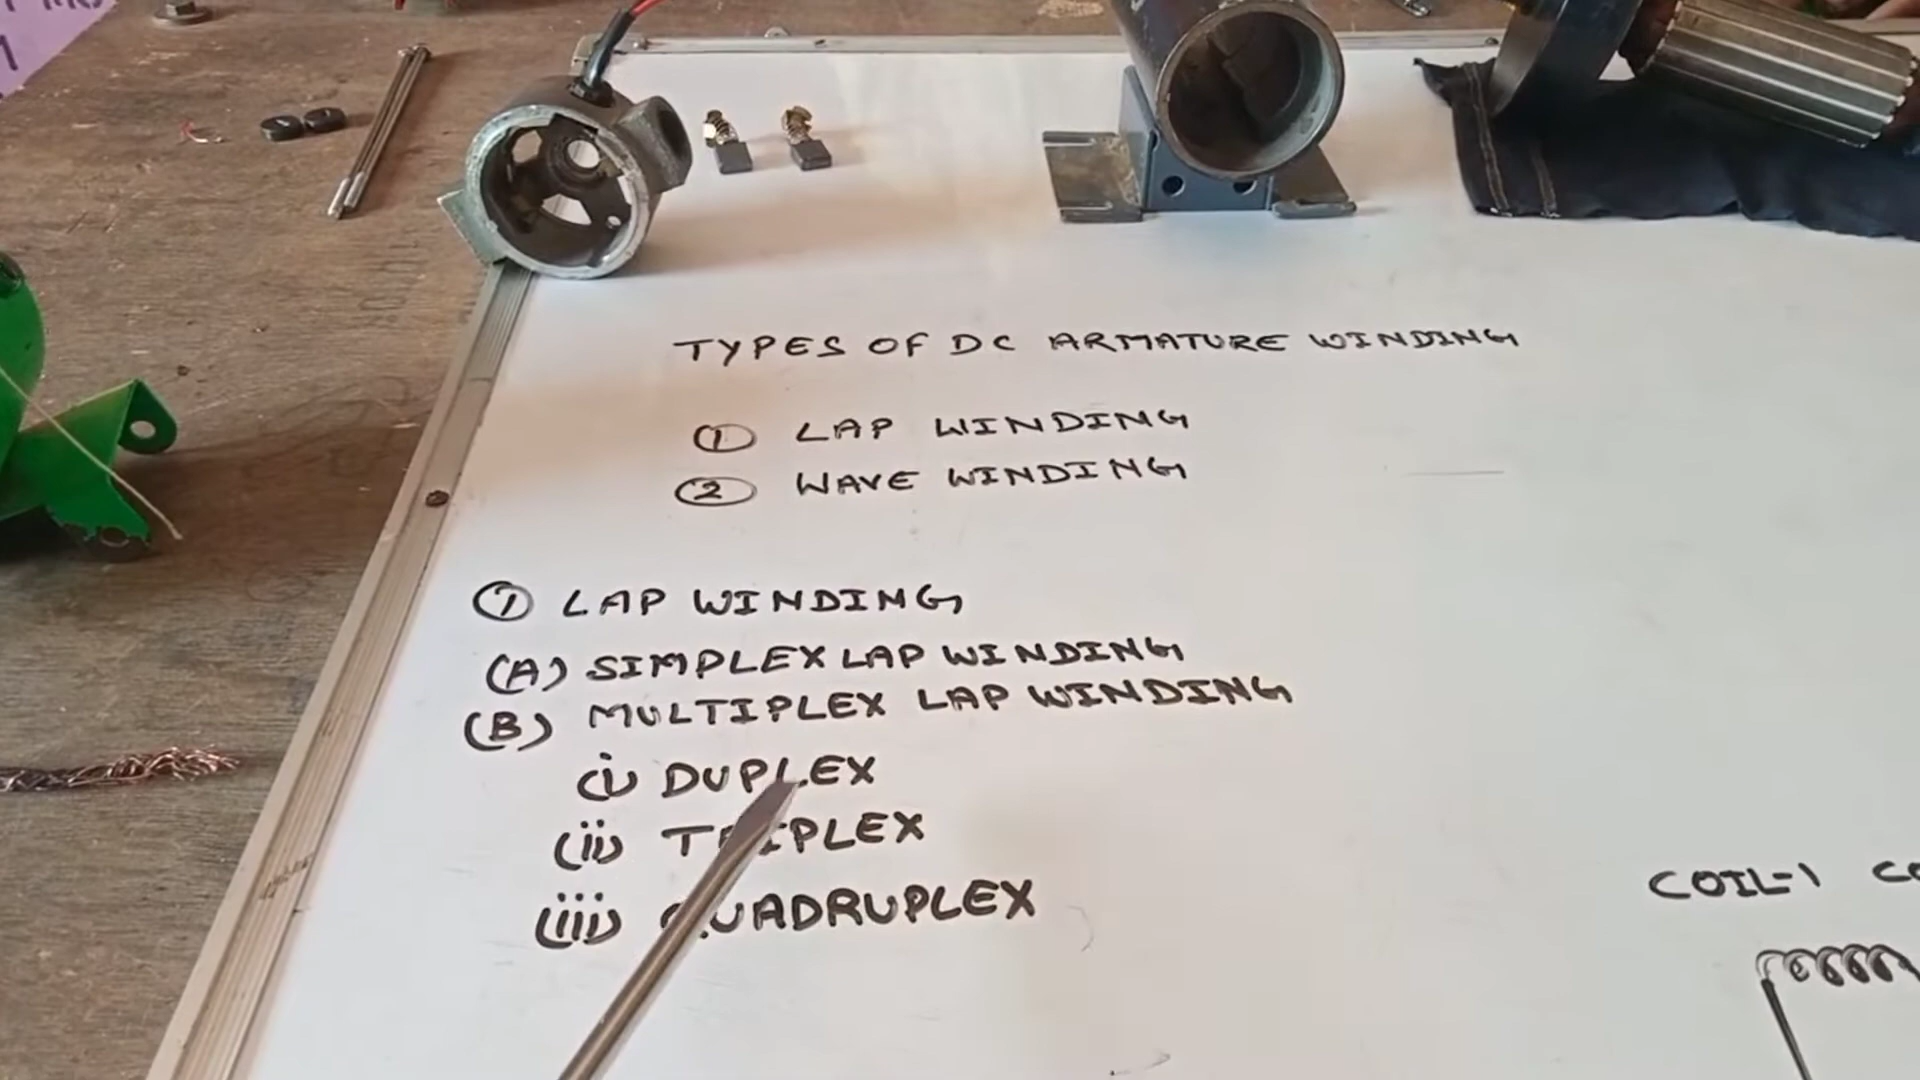 TYPES OF DC ARMATURE WINDING
① LAP WINDING
② WAVE WINDING
① LAP WINDING
(A) SIMPLEX LAP WINDING
(B) MULTIPLEX LAP WINDING
(i) DUPLEX
(ii) TRIPLEX
(iii) QUADRUPLEX
COIL-1